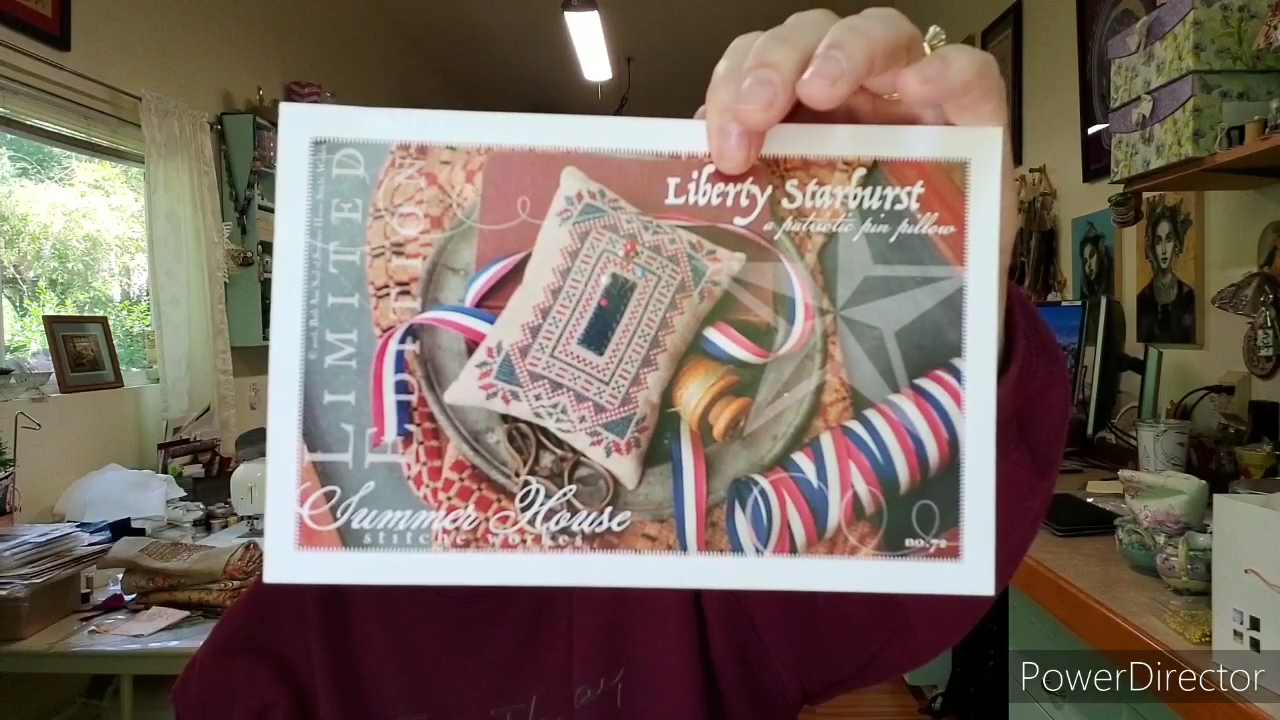 LIMITED
EDITION
Liberty Starburst
a patriotic pin pillow
Summer House
stitche workes
no.72
PowerDirector